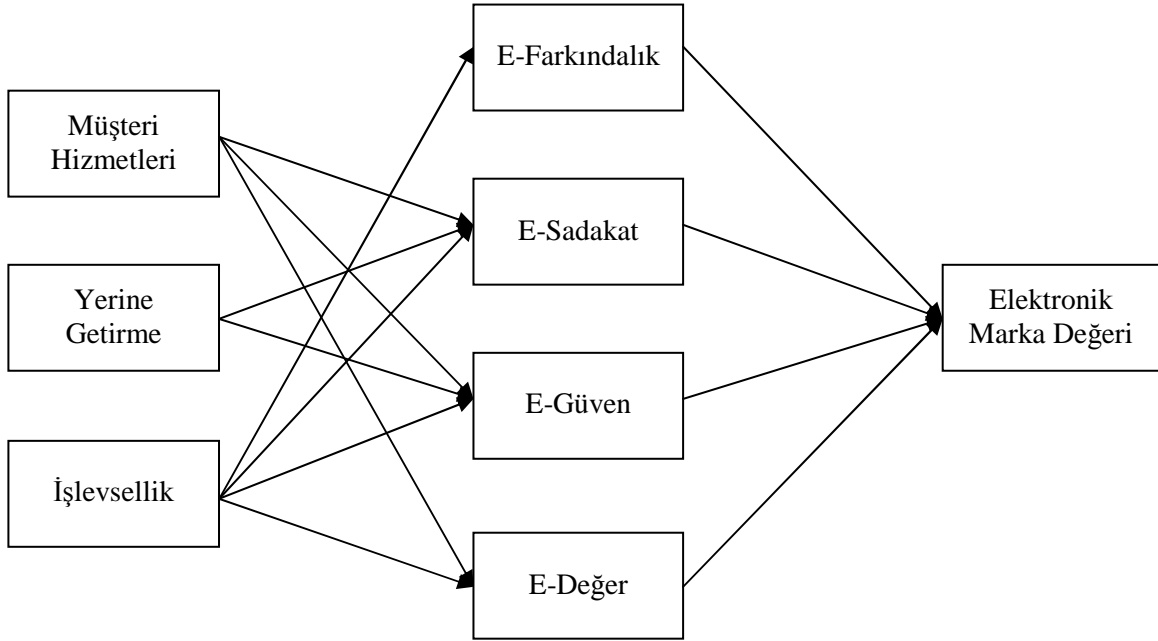 Müşteri
Hizmetleri
Yerine
Getirme
İşlevsellik
E-Farkındalık
E-Sadakat
E-Güven
E-Değer
Elektronik
Marka Değeri